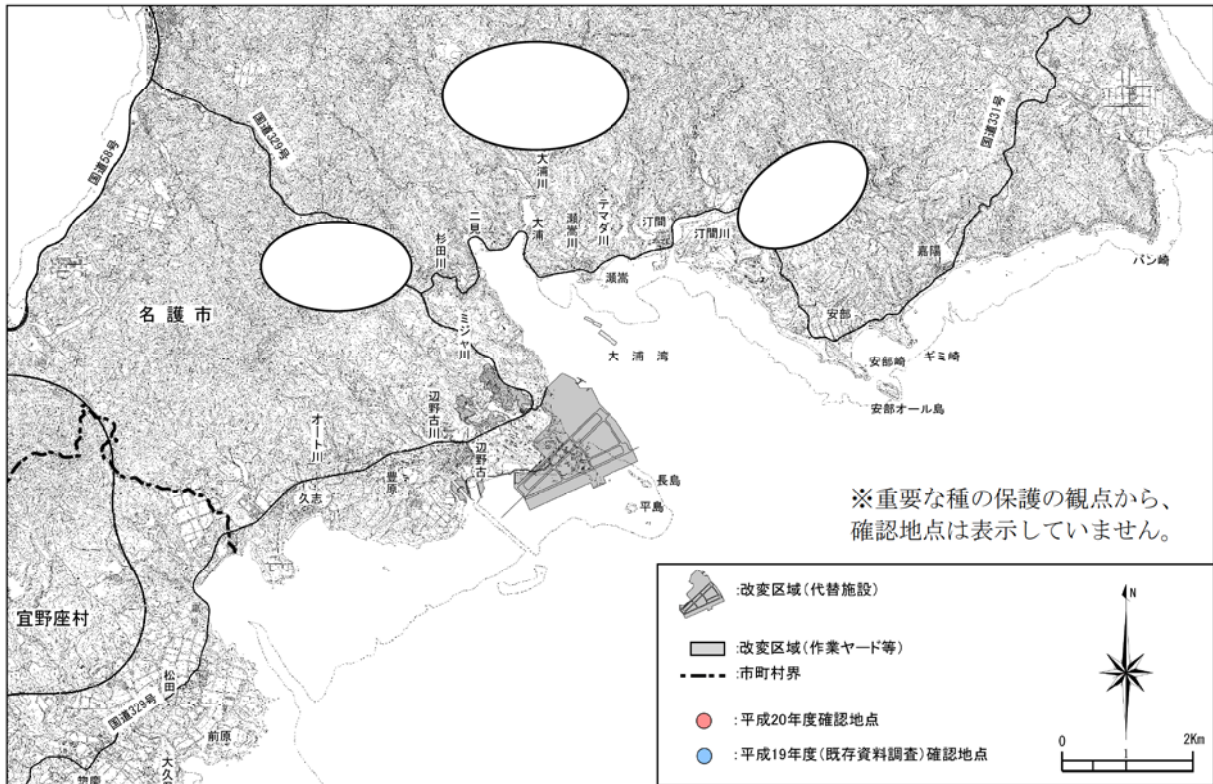 国道58号
国道329号
国道331号
大浦川
大浦
瀬嵩川
テマダ川
汀間
汀間川
二見
杉田川
瀬嵩
嘉陽
バン崎
名護市
ミジャ川
大浦湾
安部
安部崎
ギミ崎
安部オール島
辺野古川
辺野古
オート川
豊原
久志
長島
平島
※重要な種の保護の観点から、
確認地点は表示していません。
宜野座村
松田
国道329号
前原
大久保
惣慶
:改変区域(代替施設)
:改変区域(作業ヤード等)
:市町村界
:平成20年度確認地点
:平成19年度(既存資料調査)確認地点
N
0 2Km